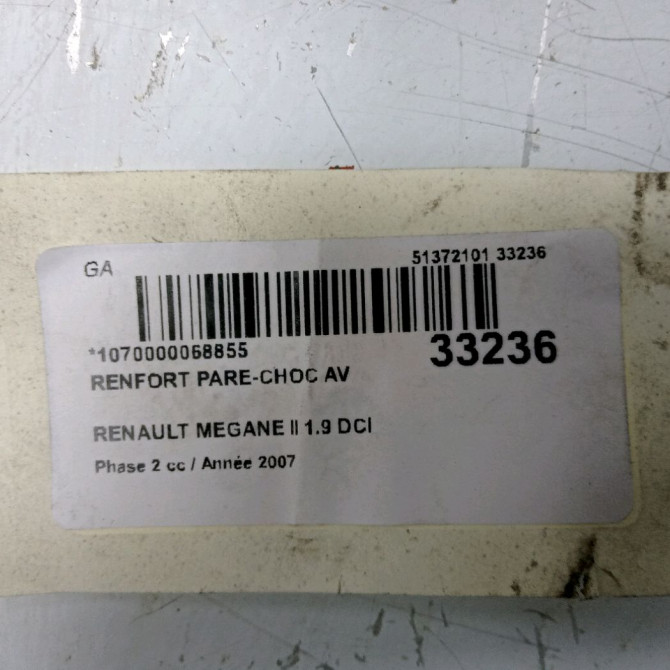 GA
51372101 33236
*1070000068855
33236
RENFORT PARE-CHOC AV
RENAULT MEGANE II 1.9 DCI
Phase 2 cc / Année 2007